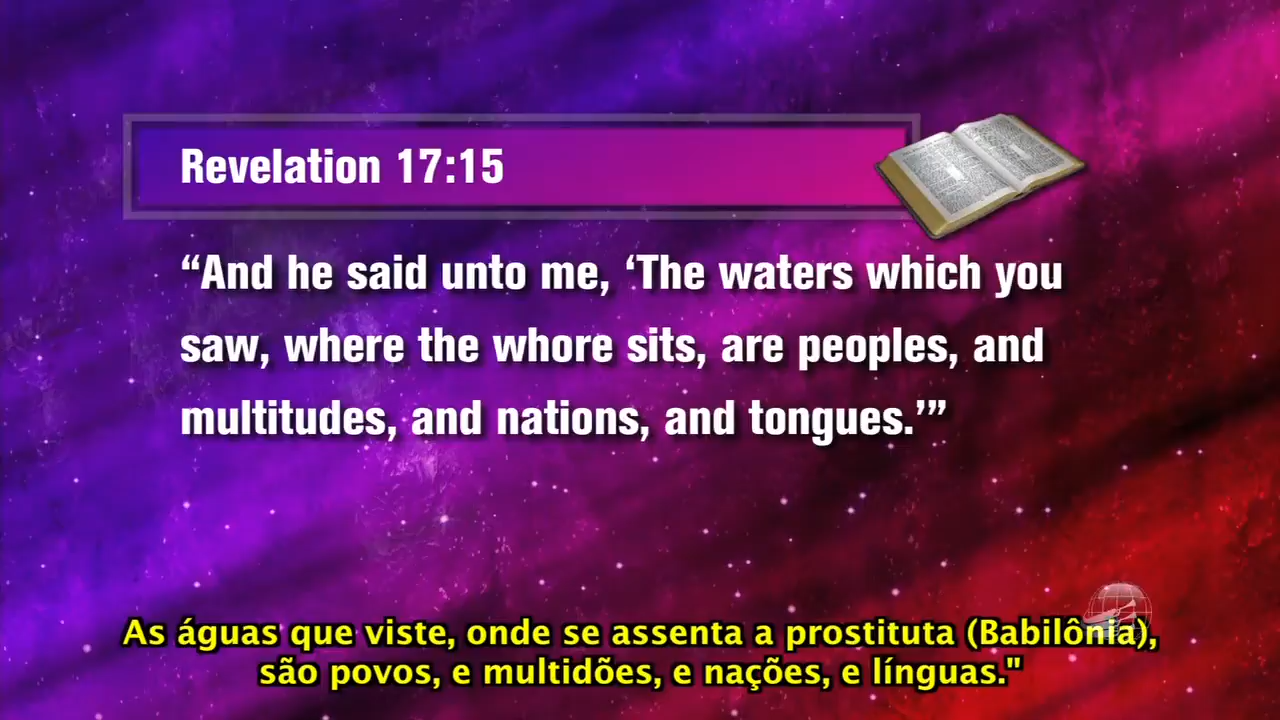 Revelation 17:15
“And he said unto me, ‘The waters which you
saw, where the whore sits, are peoples, and
multitudes, and nations, and tongues.’”
As águas que viste, onde se assenta a prostituta (Babilônia),
são povos, e multidões, e nações, e línguas."